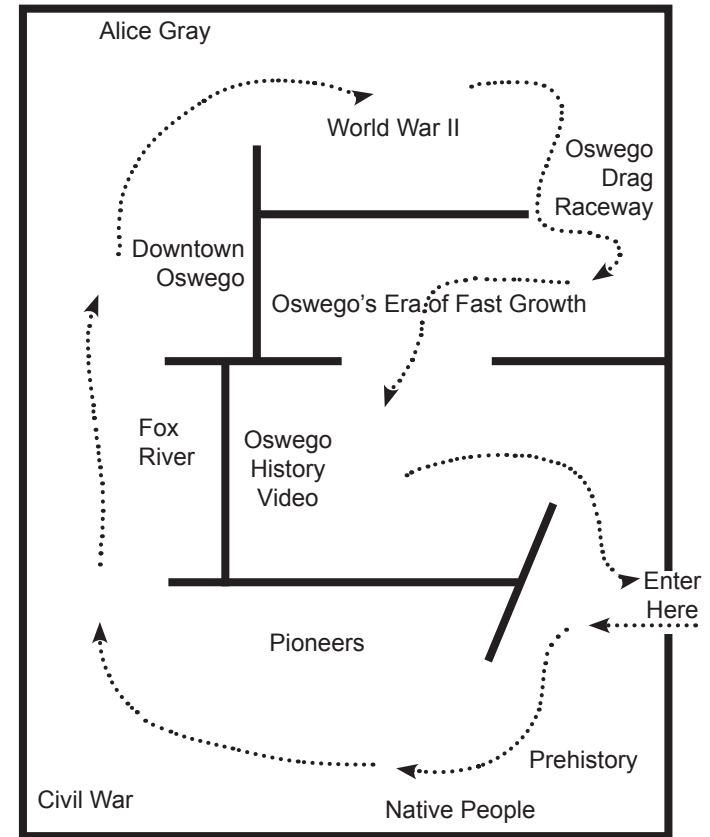 Alice Gray
World War II
Oswego
Drag
Raceway
Downtown
Oswego
Oswego's Era of Fast Growth
Fox
River
Oswego
History
Video
Enter
Here
Pioneers
Prehistory
Civil War
Native People